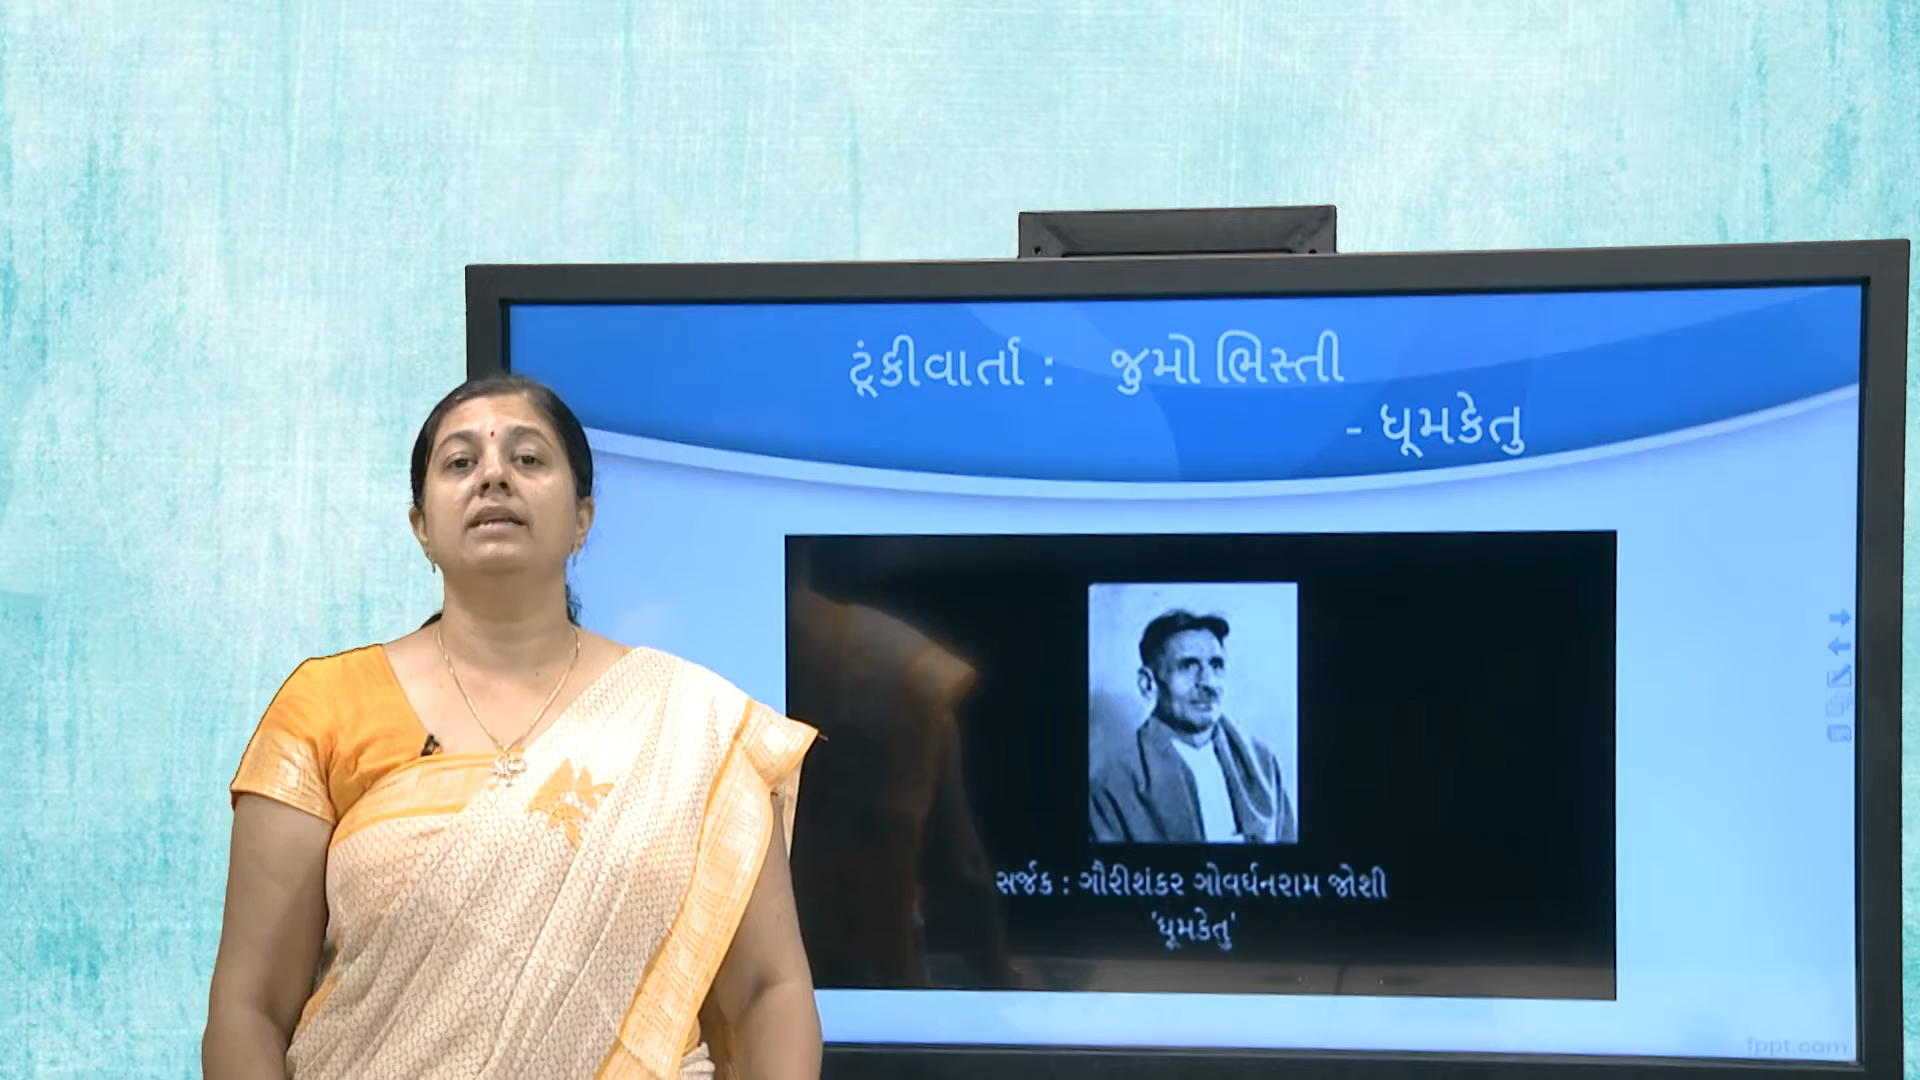 ટૂંકીવાર્તા : જુમો ભિસ્તી
- ધૂમકેતુ
સર્જક : ગૌરીશંકર ગોવર્ધનરામ જોશી
'ધૂમકેતુ'
fppt.com